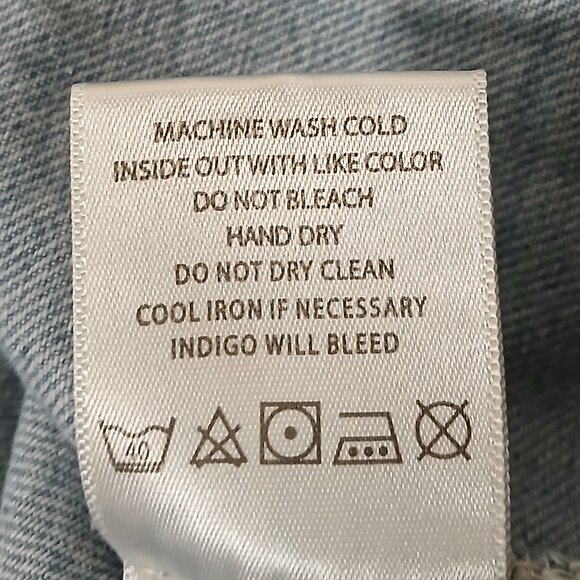 MACHINE WASH COLD
INSIDE OUT WITH LIKE COLOR
DO NOT BLEACH
HAND DRY
DO NOT DRY CLEAN
COOL IRON IF NECESSARY
INDIGO WILL BLEED
40